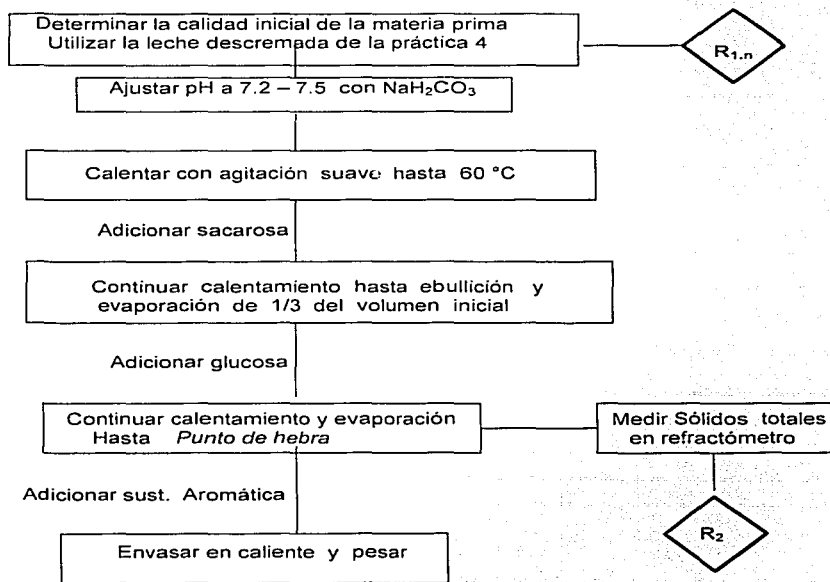 Determinar la calidad inicial de la materia prima
Utilizar la leche descremada de la práctica 4
R1.n
Ajustar pH a 7.2 – 7.5 con NaH2CO3
Calentar con agitación suave hasta 60 °C
Adicionar sacarosa
Continuar calentamiento hasta ebullición y
evaporación de 1/3 del volumen inicial
Adicionar glucosa
Continuar calentamiento y evaporación
Hasta Punto de hebra
Medir Sólidos totales
en refractómetro
Adicionar sust. Aromática
R2
Envasar en caliente y pesar